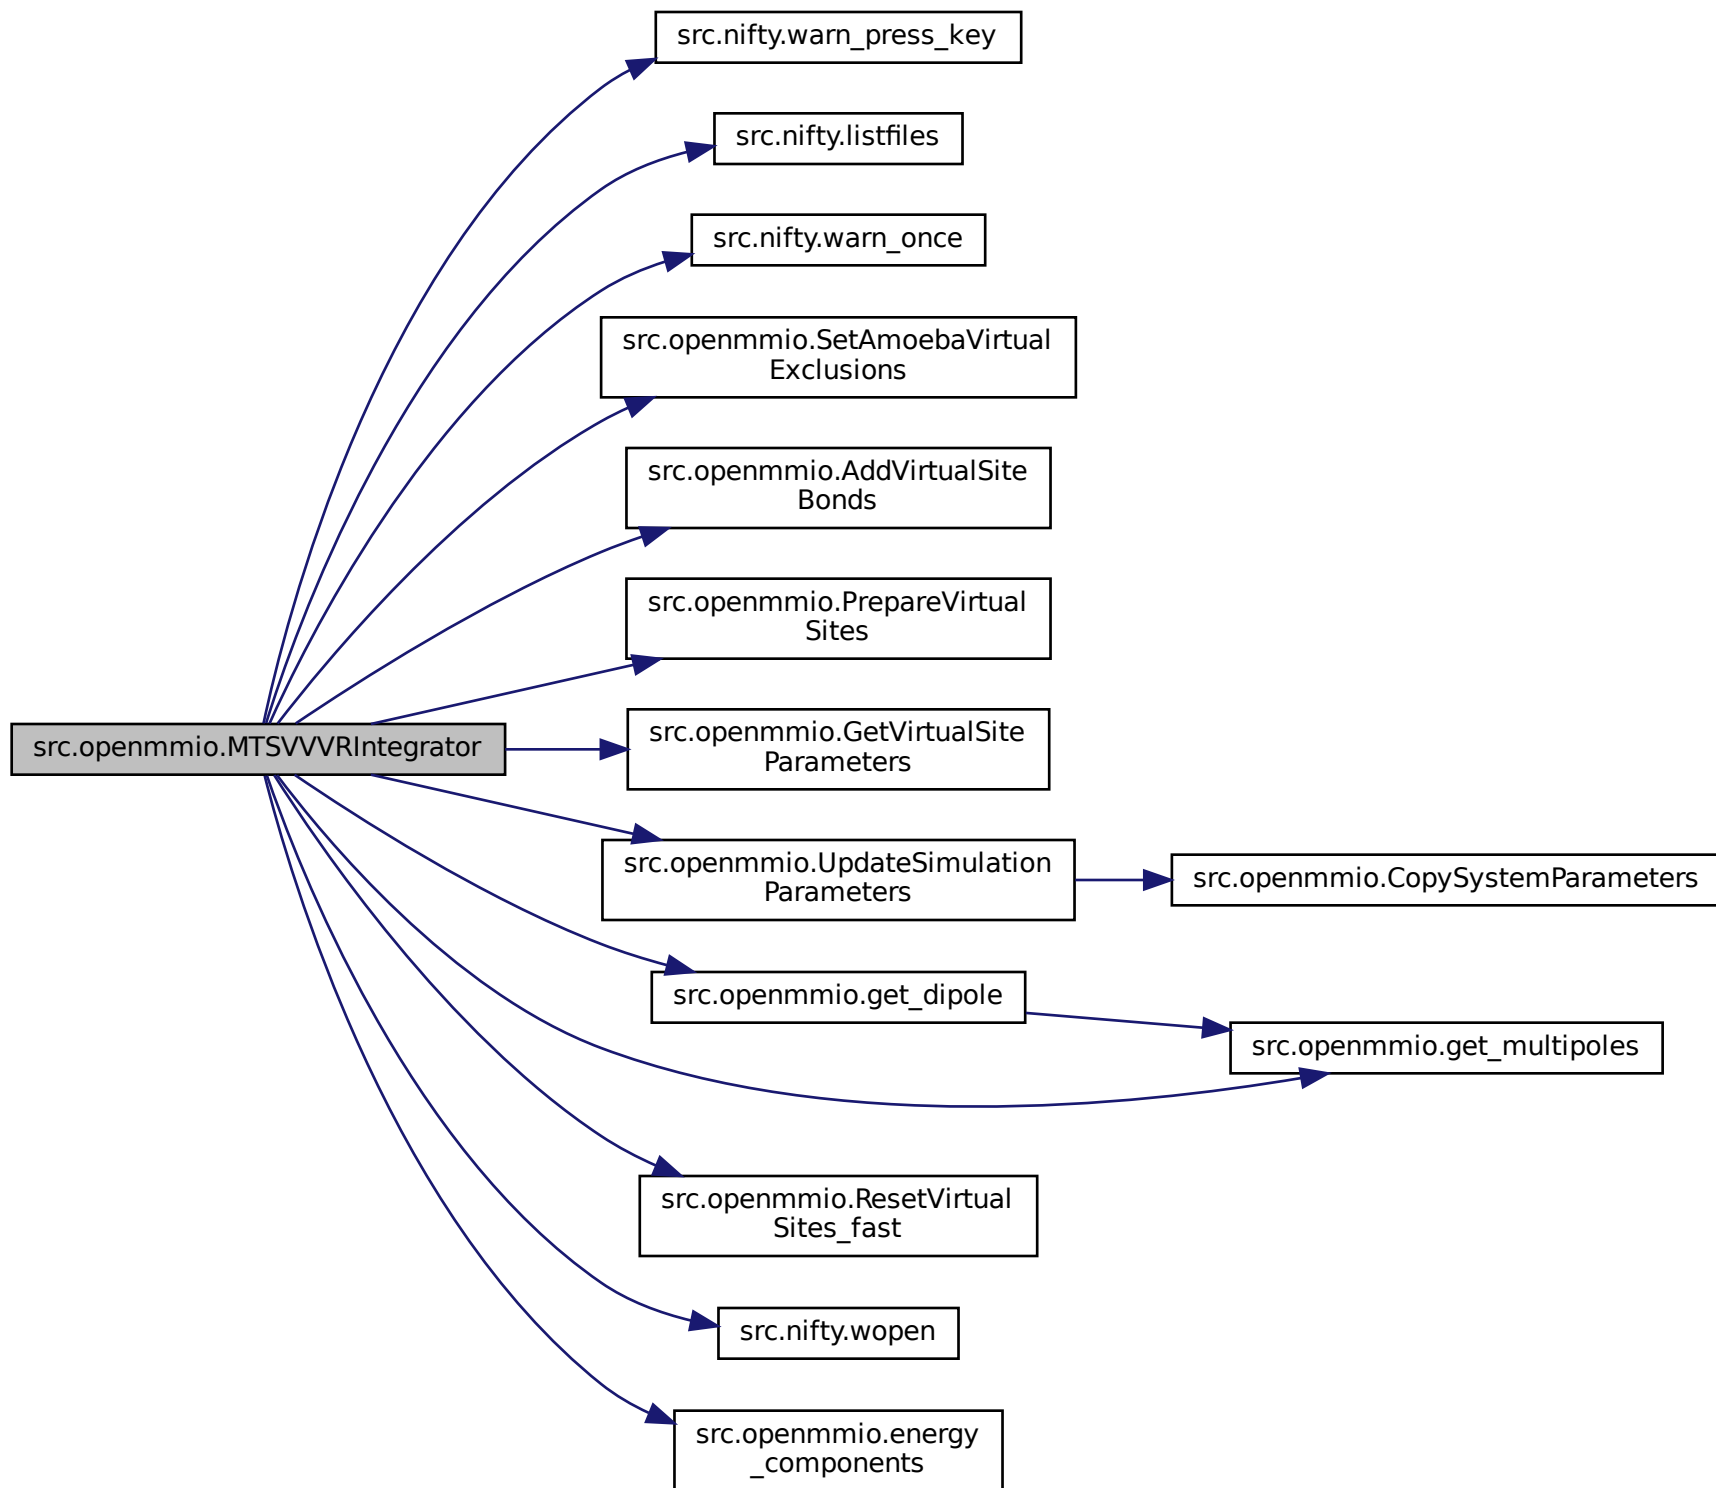 src.nifty.warn_press_key
src.nifty.listfiles
src.nifty.warn_once
src.openmmio.SetAmoebaVirtual
Exclusions
src.openmmio.AddVirtualSite
Bonds
src.openmmio.PrepareVirtual
Sites
src.openmmio.MTSVVVRIntegrator
src.openmmio.GetVirtualSite
Parameters
src.openmmio.UpdateSimulation
Parameters
src.openmmio.CopySystemParameters
src.openmmio.get_dipole
src.openmmio.get_multipoles
src.openmmio.ResetVirtual
Sites_fast
src.nifty.wopen
src.openmmio.energy
_components